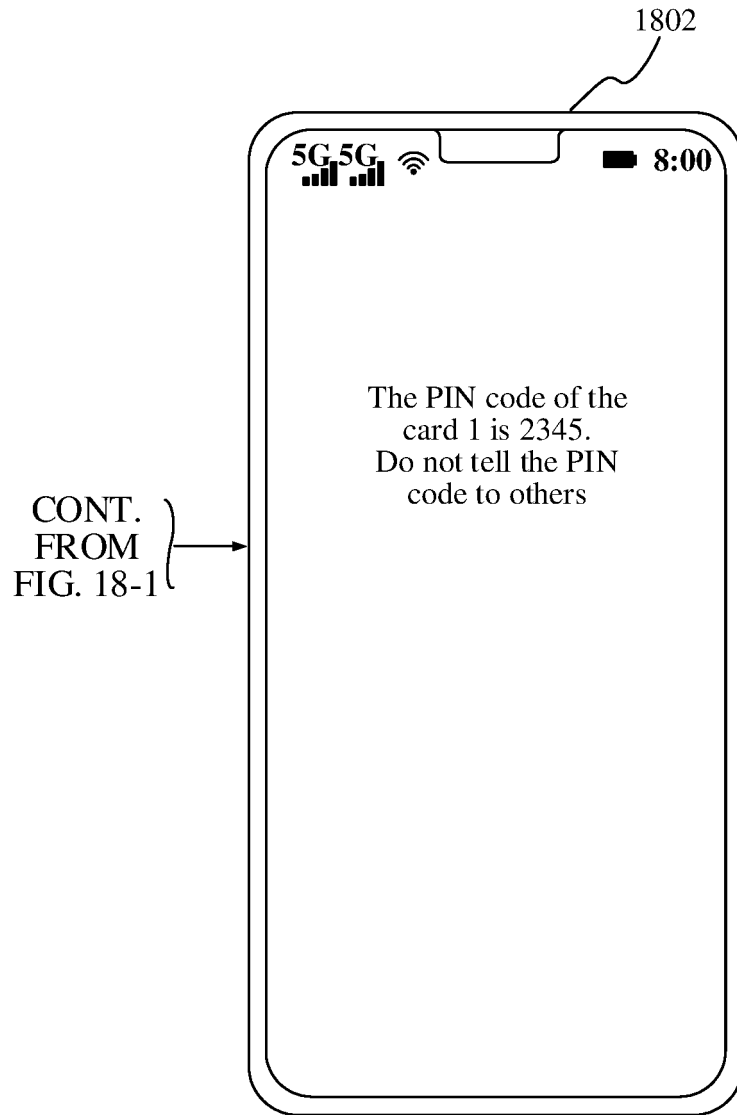 1802
5G 5G 8:00
The PIN code of the
card 1 is 2345.
Do not tell the PIN
code to others
CONT.
FROM
FIG. 18-1